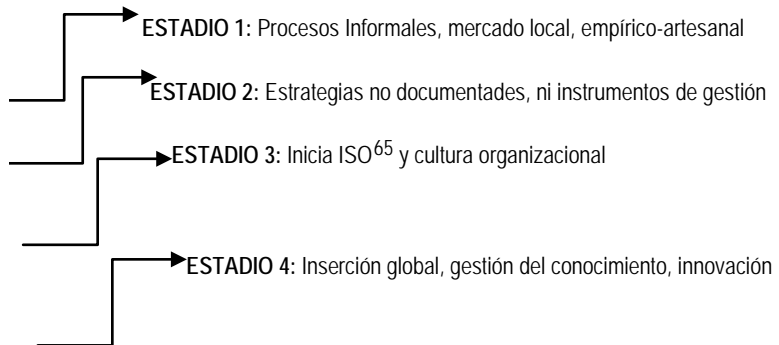 ESTADIO 1: Procesos Informales, mercado local, empírico-artesanal
ESTADIO 2: Estrategias no documentades, ni instrumentos de gestión
ESTADIO 3: Inicia ISO65 y cultura organizacional
ESTADIO 4: Inserción global, gestión del conocimiento, innovación